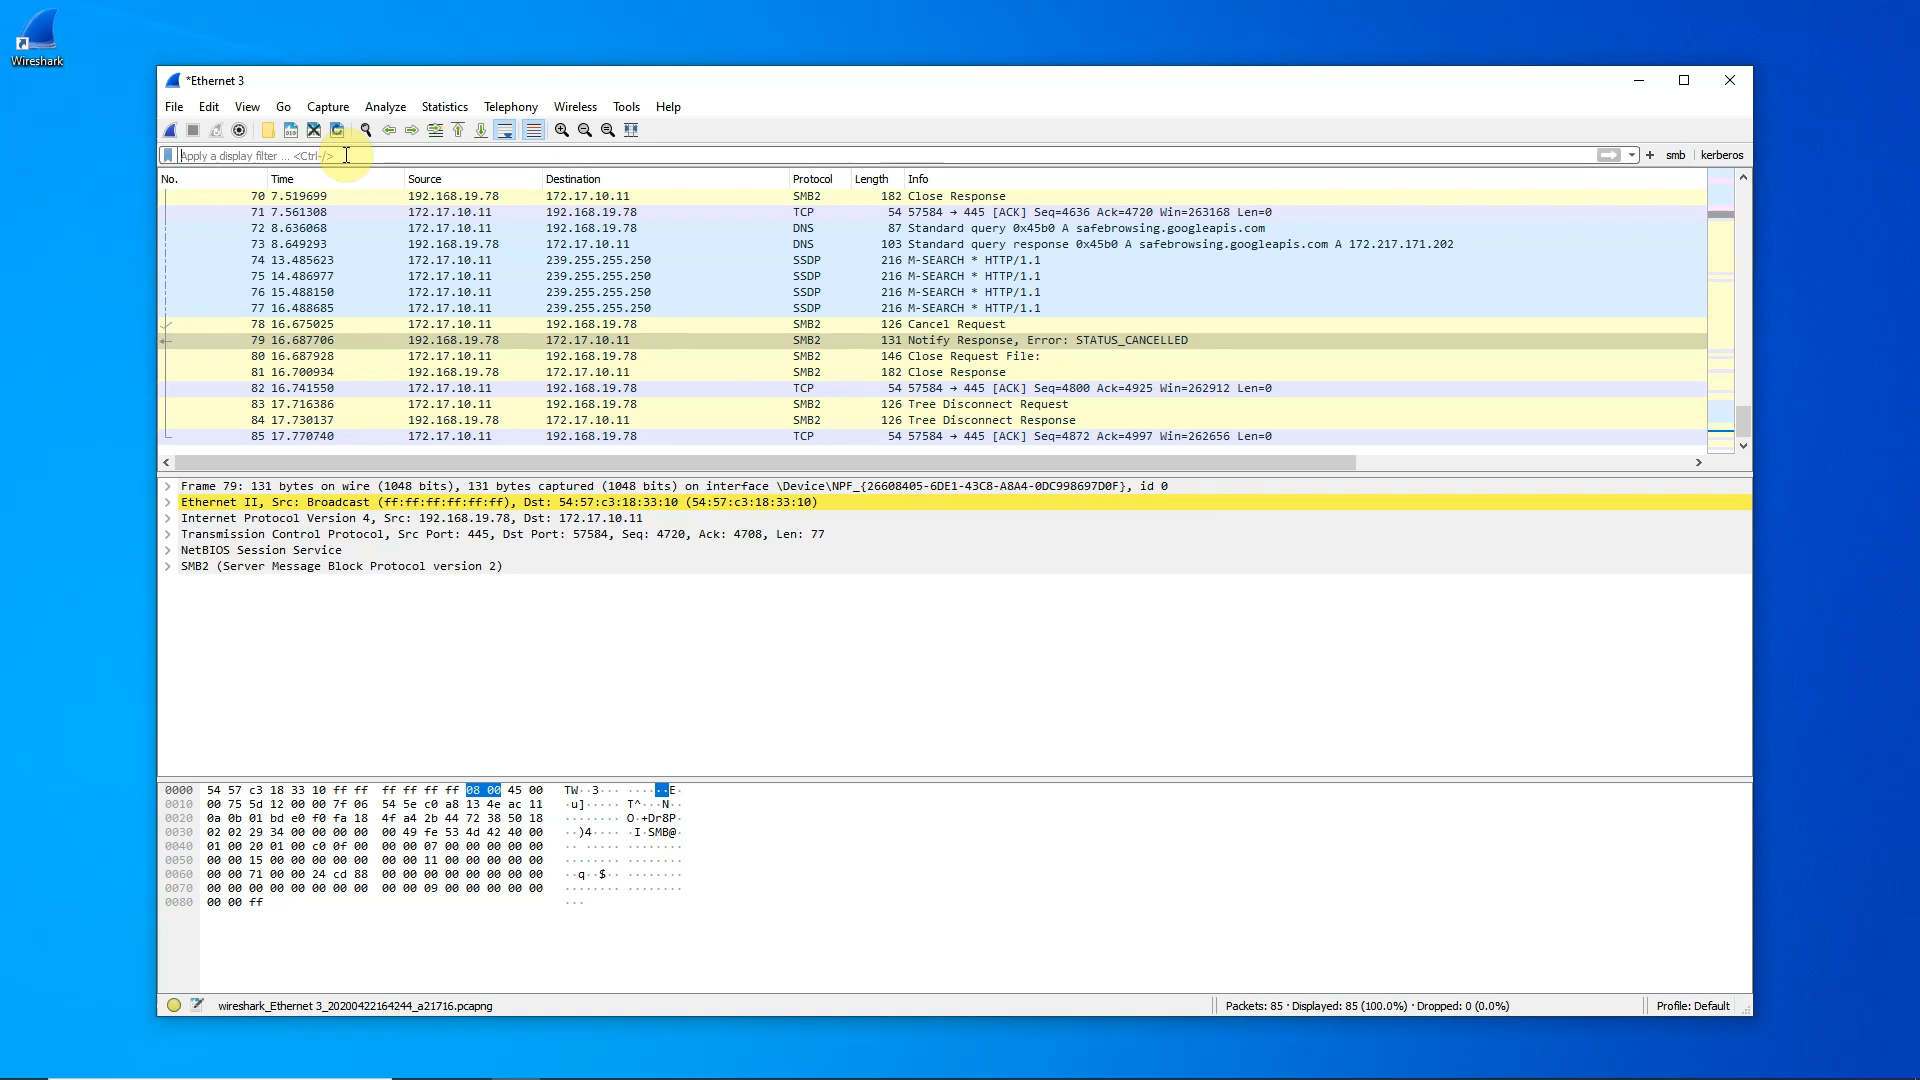 Wireshark
*Ethernet 3
File Edit View Go Capture Analyze Statistics Telephony Wireless Tools Help
Apply a display filter ... <Ctrl-/> + smb kerberos
No. Time Source Destination Protocol Length Info
70 7.519699 192.168.19.78 172.17.10.11 SMB2 182 Close Response
71 7.561308 172.17.10.11 192.168.19.78 TCP 54 57584 → 445 [ACK] Seq=4636 Ack=4720 Win=263168 Len=0
72 8.636068 172.17.10.11 192.168.19.78 DNS 87 Standard query 0x45b0 A safebrowsing.googleapis.com
73 8.649293 192.168.19.78 172.17.10.11 DNS 103 Standard query response 0x45b0 A safebrowsing.googleapis.com A 172.217.171.202
74 13.485623 172.17.10.11 239.255.255.250 SSDP 216 M-SEARCH * HTTP/1.1
75 14.486977 172.17.10.11 239.255.255.250 SSDP 216 M-SEARCH * HTTP/1.1
76 15.488150 172.17.10.11 239.255.255.250 SSDP 216 M-SEARCH * HTTP/1.1
77 16.488685 172.17.10.11 239.255.255.250 SSDP 216 M-SEARCH * HTTP/1.1
78 16.675025 172.17.10.11 192.168.19.78 SMB2 126 Cancel Request
79 16.687706 192.168.19.78 172.17.10.11 SMB2 131 Notify Response, Error: STATUS_CANCELLED
80 16.687928 172.17.10.11 192.168.19.78 SMB2 146 Close Request File:
81 16.700934 192.168.19.78 172.17.10.11 SMB2 182 Close Response
82 16.741550 172.17.10.11 192.168.19.78 TCP 54 57584 → 445 [ACK] Seq=4800 Ack=4925 Win=262912 Len=0
83 17.716386 172.17.10.11 192.168.19.78 SMB2 126 Tree Disconnect Request
84 17.730137 192.168.19.78 172.17.10.11 SMB2 126 Tree Disconnect Response
85 17.770740 172.17.10.11 192.168.19.78 TCP 54 57584 → 445 [ACK] Seq=4872 Ack=4997 Win=262656 Len=0
Frame 79: 131 bytes on wire (1048 bits), 131 bytes captured (1048 bits) on interface \Device\NPF_{26608405-6DE1-43C8-A8A4-0DC998697D0F}, id 0
Ethernet II, Src: Broadcast (ff:ff:ff:ff:ff:ff), Dst: 54:57:c3:18:33:10 (54:57:c3:18:33:10)
Internet Protocol Version 4, Src: 192.168.19.78, Dst: 172.17.10.11
Transmission Control Protocol, Src Port: 445, Dst Port: 57584, Seq: 4720, Ack: 4708, Len: 77
NetBIOS Session Service
SMB2 (Server Message Block Protocol version 2)
0000 54 57 c3 18 33 10 ff ff ff ff ff ff 08 00 45 00 TW··3··· ······E·
0010 00 75 5d 12 00 00 7f 06 54 5e c0 a8 13 4e ac 11 ·u]····· T^···N··
0020 0a 0b 01 bd e0 f0 fa 18 4f a4 2b 44 72 38 50 18 ········ O·+Dr8P·
0030 02 02 29 34 00 00 00 00 00 49 fe 53 4d 42 40 00 ··)4···· ·I·SMB@·
0040 01 00 20 01 00 c0 0f 00 00 00 07 00 00 00 00 00 ·· ····· ········
0050 00 00 15 00 00 00 00 00 00 00 11 00 00 00 00 00 ········ ········
0060 00 00 71 00 00 24 cd 88 00 00 00 00 00 00 00 00 ··q··$·· ········
0070 00 00 00 00 00 00 00 00 00 00 09 00 00 00 00 00 ········ ········
0080 00 00 ff ···
wireshark_Ethernet 3_20200422164244_a21716.pcapng Packets: 85 · Displayed: 85 (100.0%) · Dropped: 0 (0.0%) Profile: Default